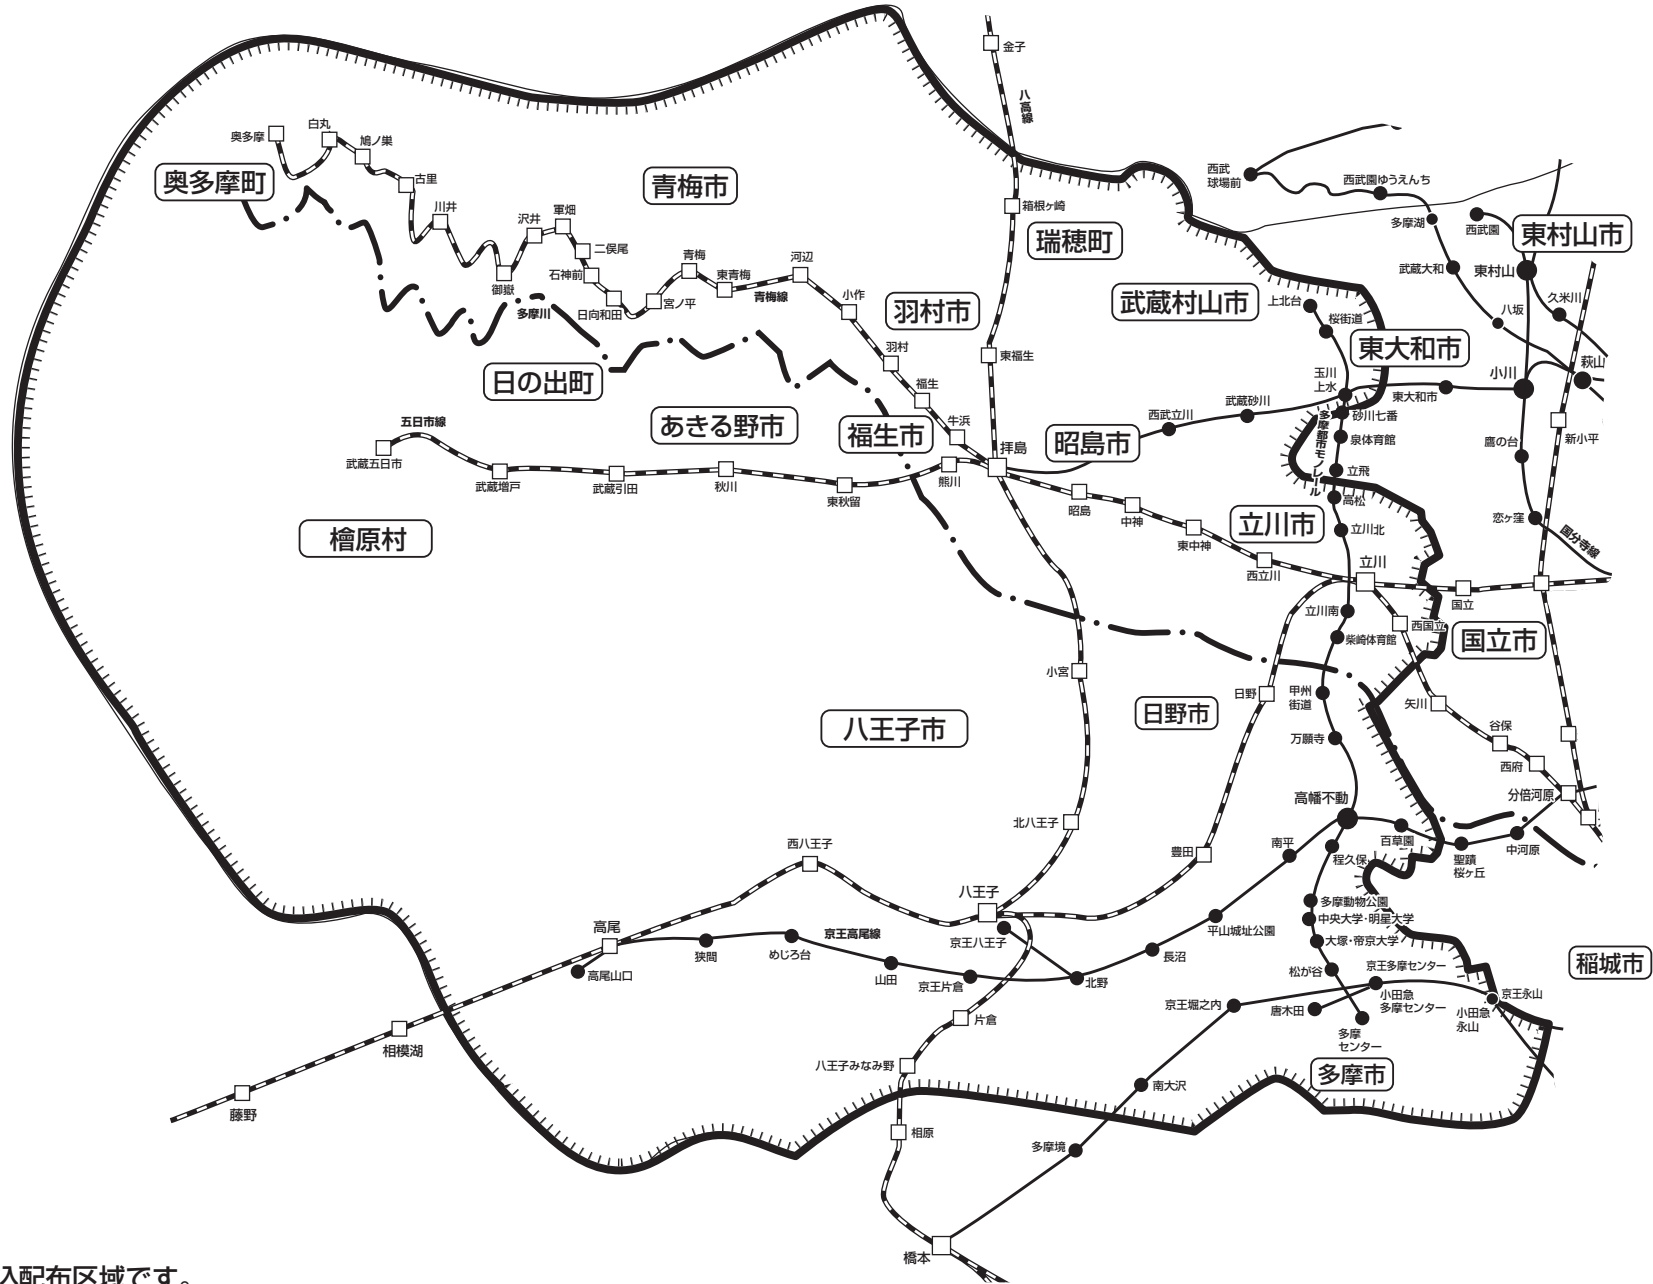 金子
八高線
奥多摩
白丸
鳩ノ巣
古里
川井
沢井
軍畑
二俣尾
石神前
御嶽
日向和田
宮ノ平
青梅
東青梅
青梅線
河辺
小作
羽村
福生
牛浜
多摩川
奥多摩町
青梅市
箱根ヶ崎
瑞穂町
羽村市
東福生
西武
球場前
西武園ゆうえんち
多摩湖
西武園
東村山市
東村山
武蔵大和
八坂
久米川
萩山
小川
武蔵村山市
上北台
桜街道
東大和市
玉川
上水
東大和市
武蔵砂川
西武立川
砂川七番
泉体育館
立飛
高松
立川北
多摩都市モノレール
鷹の台
新小平
恋ヶ窪
国分寺線
日の出町
あきる野市
福生市
昭島市
拝島
五日市線
武蔵五日市
武蔵増戸
武蔵引田
秋川
東秋留
熊川
昭島
中神
東中神
西立川
立川市
立川
国立
西国立
国立市
檜原村
立川南
柴崎体育館
小宮
日野
甲州
街道
矢川
谷保
西府
分倍河原
八王子市
日野市
万願寺
高幡不動
北八王子
豊田
南平
百草園
聖蹟
桜ヶ丘
中河原
程久保
西八王子
八王子
多摩動物公園
中央大学・明星大学
大塚・帝京大学
平山城址公園
高尾
京王高尾線
京王八王子
長沼
狭間
めじろ台
山田
京王片倉
北野
高尾山口
松が谷
京王多摩センター
小田急
多摩センター
京王永山
小田急
永山
稲城市
京王堀之内
唐木田
多摩
センター
片倉
相模湖
八王子みなみ野
南大沢
多摩市
藤野
相原
多摩境
橋本
込配布区域です。